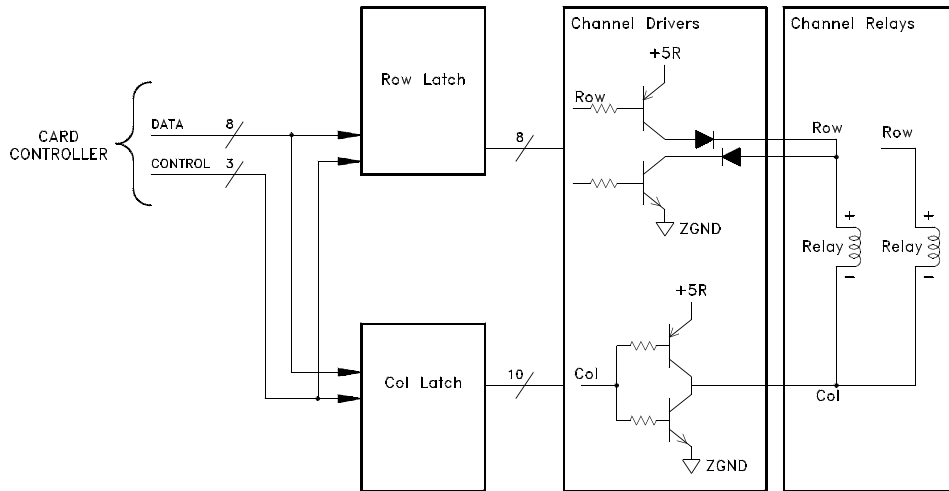 CARD
CONTROLLER
DATA
8
CONTROL
3
Row Latch
8
Col Latch
10
Channel Drivers
+5R
Row
ZGND
+5R
Col
ZGND
Channel Relays
Row
Row
+
Relay
−
+
Relay
−
Col